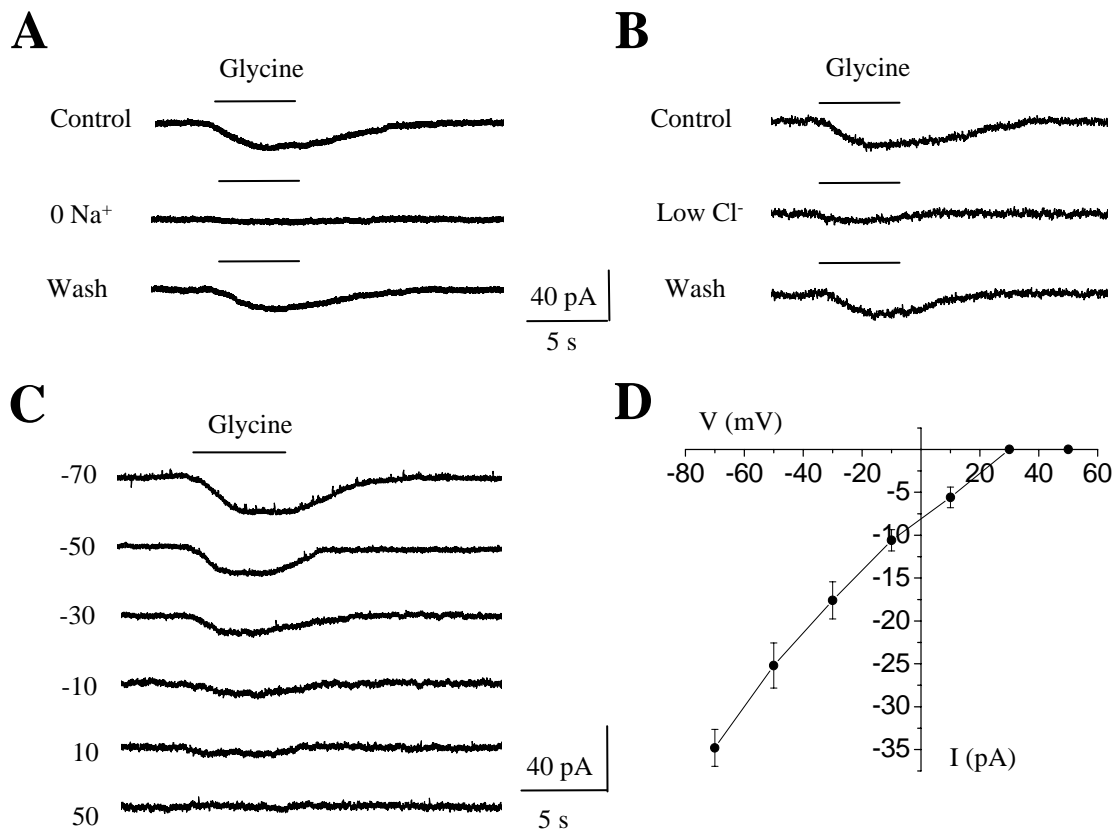 A
Glycine
Control
0 Na⁺
Wash
40 pA
5 s
B
Glycine
Control
Low Cl⁻
Wash
C
Glycine
-70
-50
-30
-10
10
50
40 pA
5 s
D
V (mV)
-80 -60 -40 -20 20 40 60
-5
-10
-15
-20
-25
-30
-35
I (pA)